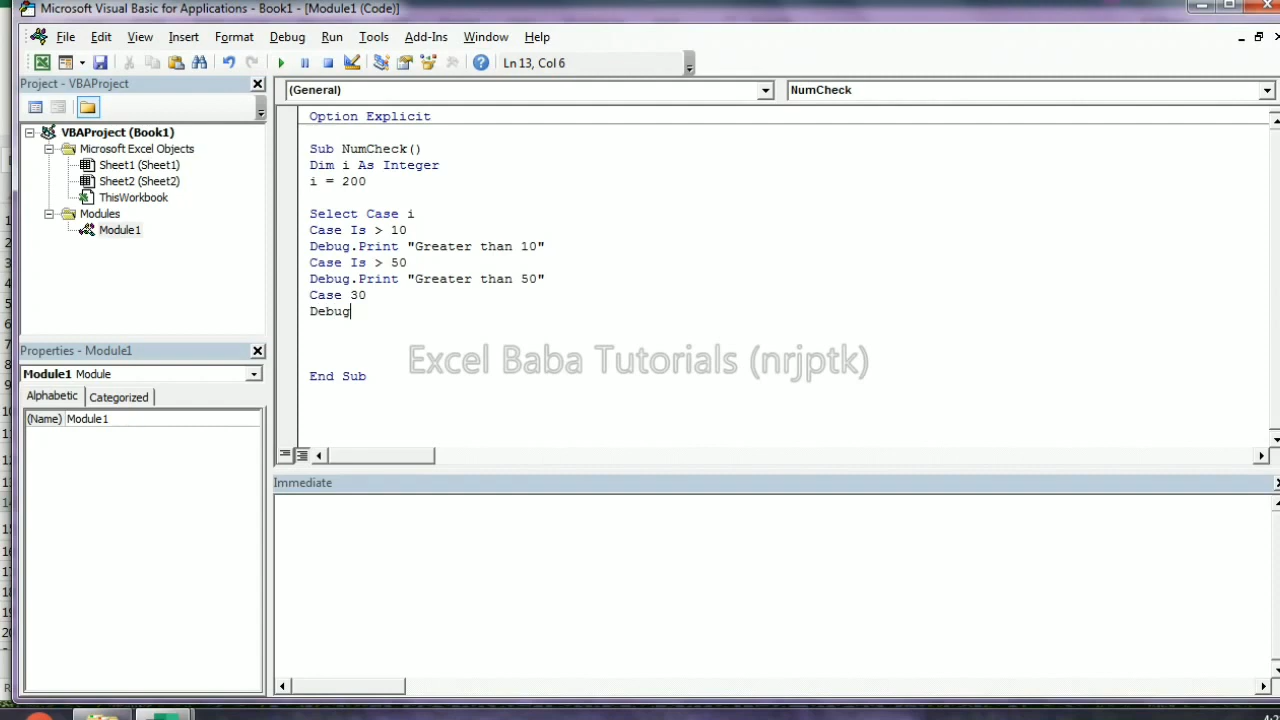 Microsoft Visual Basic for Applications - Book1 - [Module1 (Code)]
File Edit View Insert Format Debug Run Tools Add-Ins Window Help
Ln 13, Col 6
Project - VBAProject
(General) NumCheck
VBAProject (Book1)
Microsoft Excel Objects
Sheet1 (Sheet1)
Sheet2 (Sheet2)
ThisWorkbook
Modules
Module1
Option Explicit
Sub NumCheck()
Dim i As Integer
i = 200
Select Case i
Case Is > 10
Debug.Print "Greater than 10"
Case Is > 50
Debug.Print "Greater than 50"
Case 30
Debug
End Sub
Excel Baba Tutorials (nrjptk)
Properties - Module1
Module1 Module
Alphabetic Categorized
(Name) Module1
Immediate